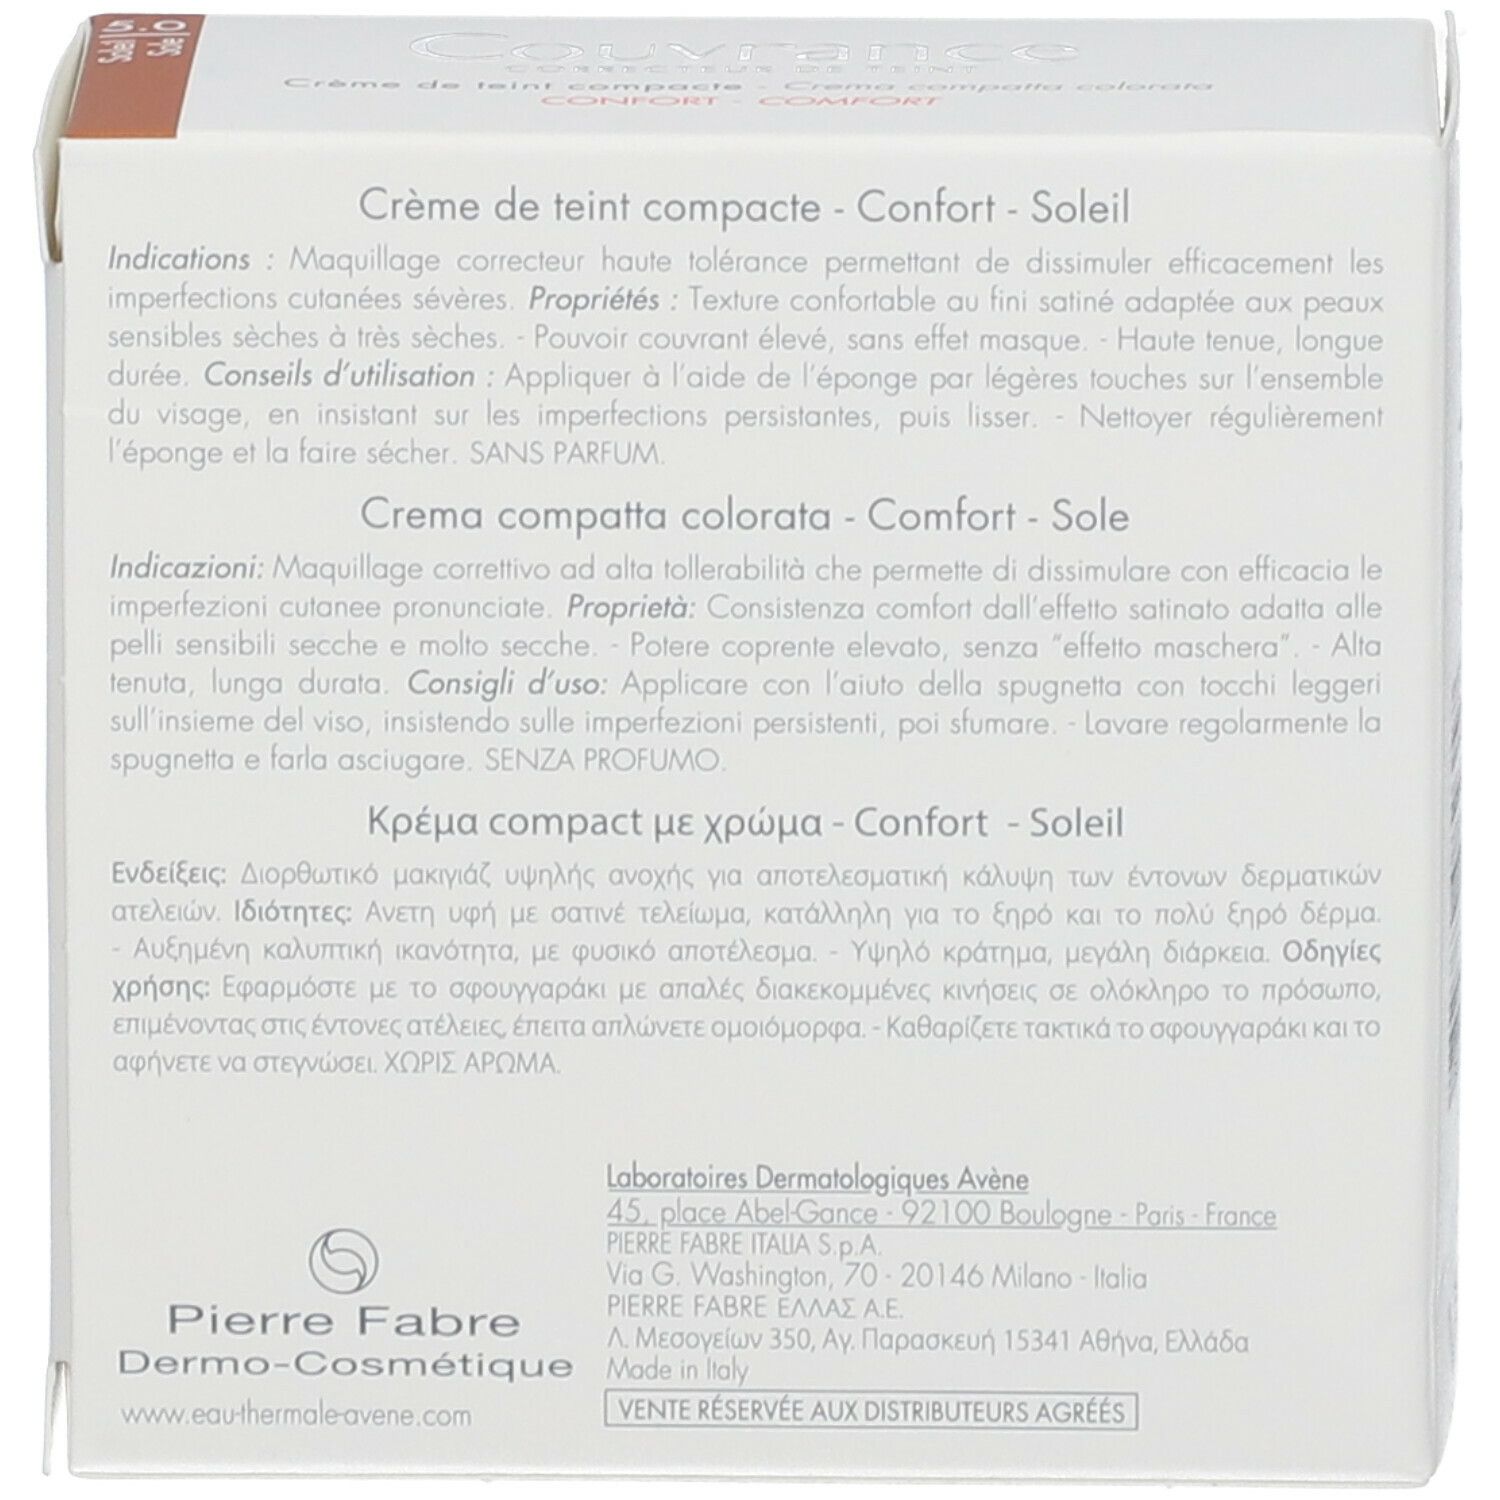 5.0
Soleil
Sole
Couvrance
CORRECTEUR DE TEINT
Crème de teint compacte - Crema compatta colorata
CONFORT - COMFORT
Crème de teint compacte - Confort - Soleil
Indications : Maquillage correcteur haute tolérance permettant de dissimuler efficacement les
imperfections cutanées sévères. Propriétés : Texture confortable au fini satiné adaptée aux peaux
sensibles sèches à très sèches. - Pouvoir couvrant élevé, sans effet masque. - Haute tenue, longue
durée. Conseils d'utilisation : Appliquer à l'aide de l'éponge par légères touches sur l'ensemble
du visage, en insistant sur les imperfections persistantes, puis lisser. - Nettoyer régulièrement
l'éponge et la faire sécher. SANS PARFUM.
Crema compatta colorata - Comfort - Sole
Indicazioni: Maquillage correttivo ad alta tollerabilità che permette di dissimulare con efficacia le
imperfezioni cutanee pronunciate. Proprietà: Consistenza comfort dall'effetto satinato adatta alle
pelli sensibili secche e molto secche. - Potere coprente elevato, senza "effetto maschera". - Alta
tenuta, lunga durata. Consigli d'uso: Applicare con l'aiuto della spugnetta con tocchi leggeri
sull'insieme del viso, insistendo sulle imperfezioni persistenti, poi sfumare. - Lavare regolarmente la
spugnetta e farla asciugare. SENZA PROFUMO.
Κρέμα compact με χρώμα - Confort - Soleil
Ενδείξεις: Διορθωτικό μακιγιάζ υψηλής ανοχής για αποτελεσματική κάλυψη των έντονων δερματικών
ατελειών. Ιδιότητες: Ανετη υφή με σατινέ τελείωμα, κατάλληλη για το ξηρό και το πολύ ξηρό δέρμα.
- Αυξημένη καλυπτική ικανότητα, με φυσικό αποτέλεσμα. - Υψηλό κράτημα, μεγάλη διάρκεια. Οδηγίες
χρήσης: Εφαρμόστε με το σφουγγαράκι με απαλές διακεκομμένες κινήσεις σε ολόκληρο το πρόσωπο,
επιμένοντας στις έντονες ατέλειες, έπειτα απλώνετε ομοιόμορφα. - Καθαρίζετε τακτικά το σφουγγαράκι και το
αφήνετε να στεγνώσει. ΧΩΡΙΣ ΑΡΩΜΑ.
Laboratoires Dermatologiques Avène
45, place Abel-Gance - 92100 Boulogne - Paris - France
PIERRE FABRE ITALIA S.p.A.
Via G. Washington, 70 - 20146 Milano - Italia
PIERRE FABRE ΕΛΛΑΣ Α.Ε.
Λ. Μεσογείων 350, Αγ. Παρασκευή 15341 Αθήνα, Ελλάδα
Made in Italy
VENTE RÉSERVÉE AUX DISTRIBUTEURS AGRÉÉS
Pierre Fabre
Dermo-Cosmétique
www.eau-thermale-avene.com